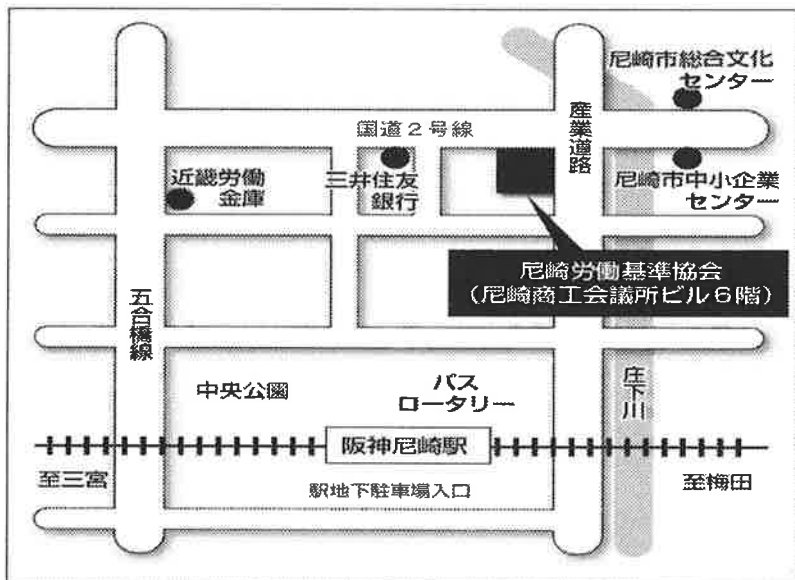 尼崎市総合文化
センター
国道2号線
産業道路
近畿労働
金庫
三井住友
銀行
尼崎市中小企業
センター
尼崎労働基準協会
（尼崎商工会議所ビル6階）
五合橋線
中央公園
バス
ロータリー
庄下川
阪神尼崎駅
至三宮
至梅田
駅地下駐車場入口